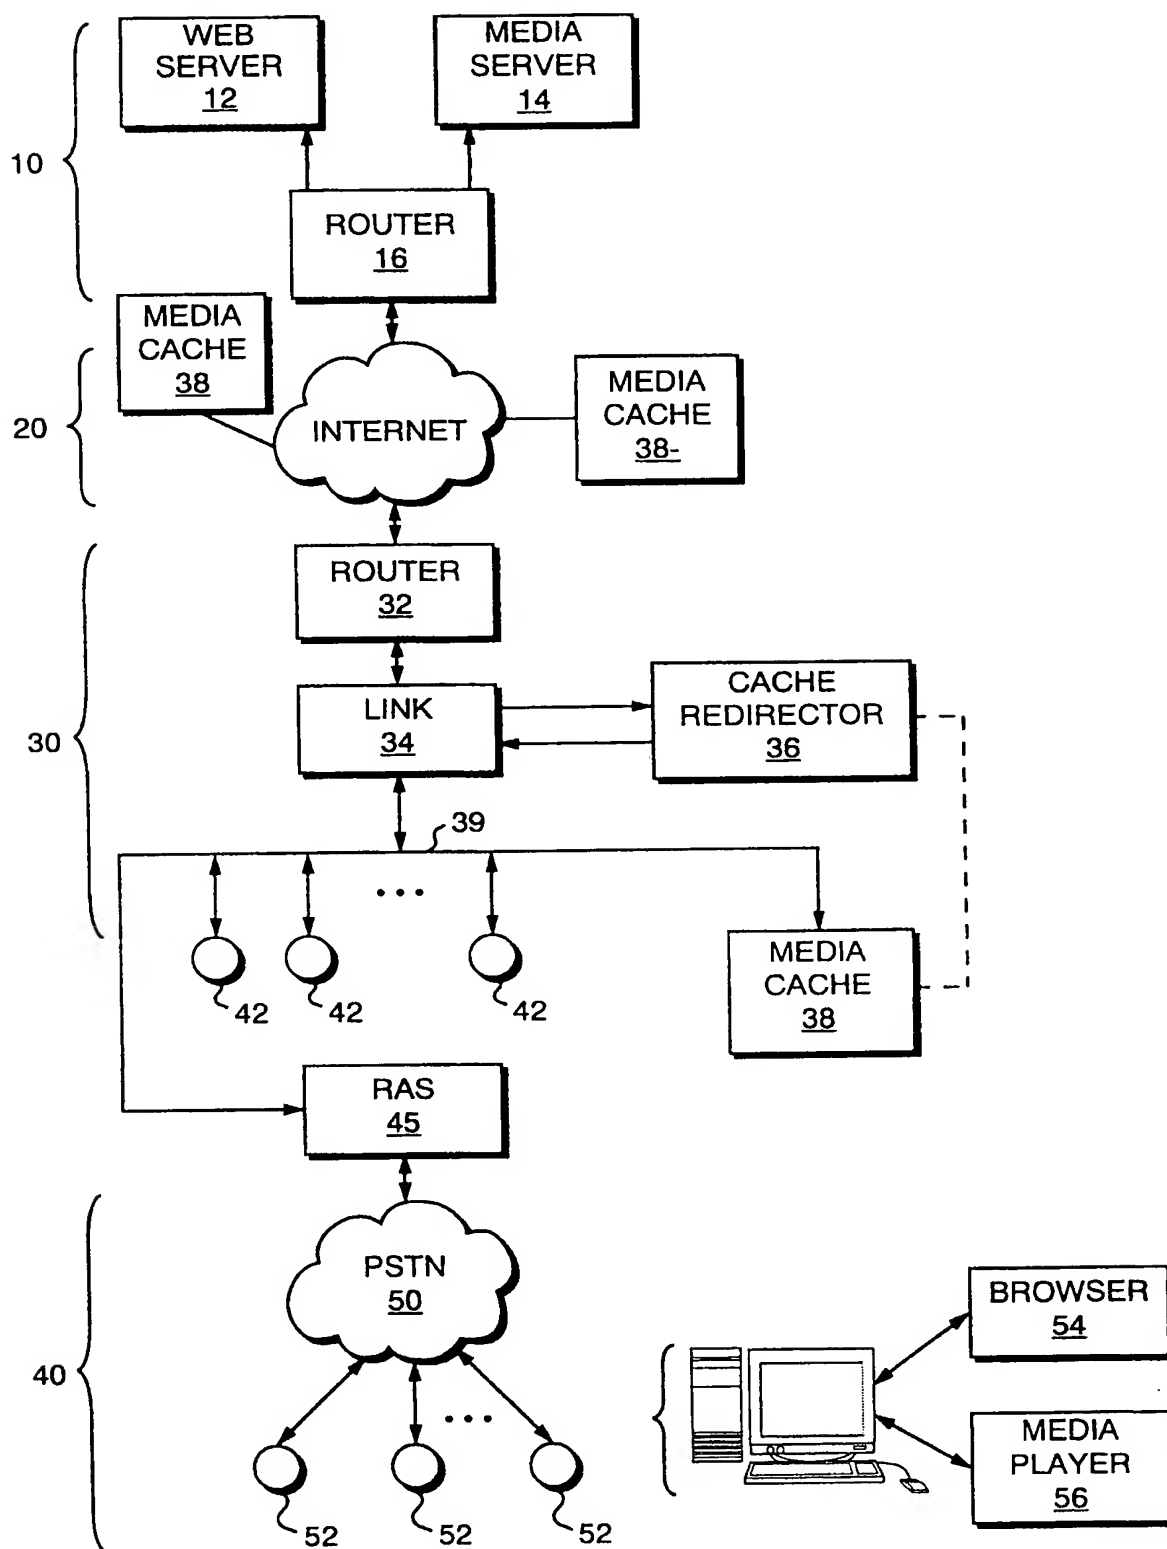 WEB
SERVER
12
MEDIA
SERVER
14
10
ROUTER
16
MEDIA
CACHE
38
20
INTERNET
MEDIA
CACHE
38-
ROUTER
32
LINK
34
CACHE
REDIRECTOR
36
30
39
...
42
42
42
MEDIA
CACHE
38
RAS
45
PSTN
50
40
...
52
52
52
BROWSER
54
MEDIA
PLAYER
56